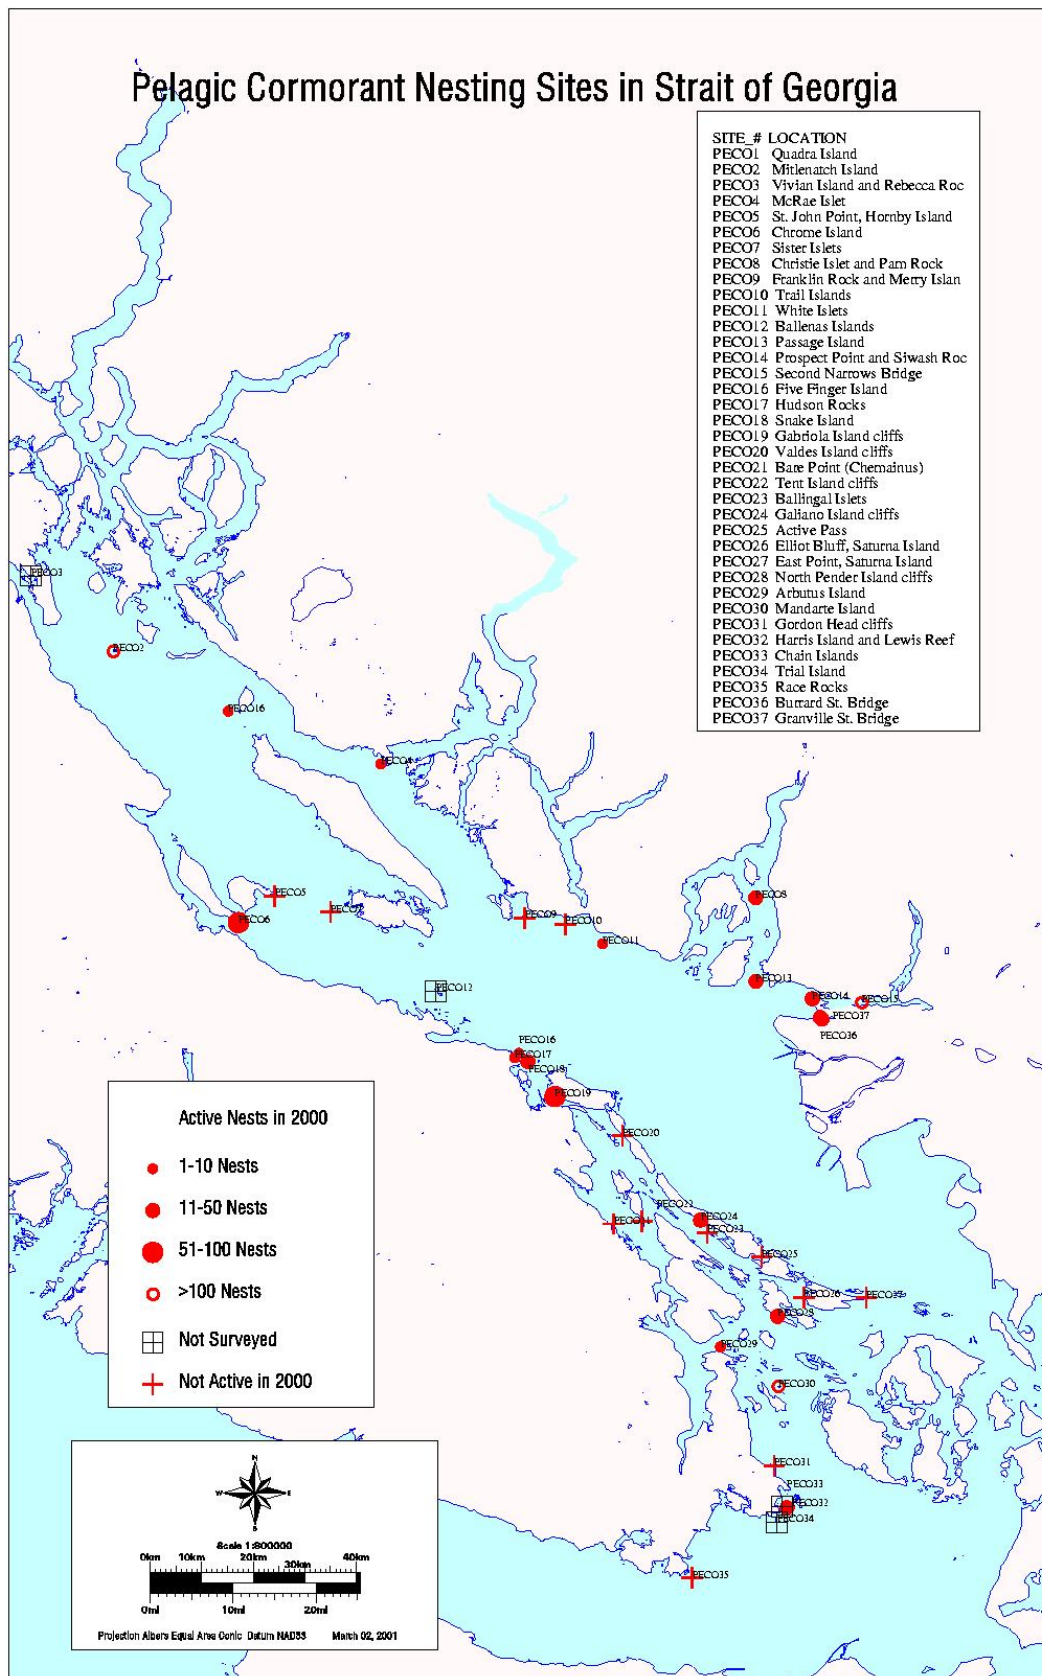 Pelagic Cormorant Nesting Sites in Strait of Georgia
SITE_# LOCATION
PECO1 Quadra Island
PECO2 Mitlenatch Island
PECO3 Vivian Island and Rebecca Roc
PECO4 McRae Islet
PECO5 St. John Point, Hornby Island
PECO6 Chrome Island
PECO7 Sister Islets
PECO8 Christie Islet and Pam Rock
PECO9 Franklin Rock and Merry Islan
PECO10 Trail Islands
PECO11 White Islets
PECO12 Ballenas Islands
PECO13 Passage Island
PECO14 Prospect Point and Siwash Roc
PECO15 Second Narrows Bridge
PECO16 Five Finger Island
PECO17 Hudson Rocks
PECO18 Snake Island
PECO19 Gabriola Island cliffs
PECO20 Valdes Island cliffs
PECO21 Bare Point (Chemainus)
PECO22 Tent Island cliffs
PECO23 Ballingal Islets
PECO24 Galiano Island cliffs
PECO25 Active Pass
PECO26 Elliot Bluff, Saturna Island
PECO27 East Point, Saturna Island
PECO28 North Pender Island cliffs
PECO29 Arbutus Island
PECO30 Mandarte Island
PECO31 Gordon Head cliffs
PECO32 Harris Island and Lewis Reef
PECO33 Chain Islands
PECO34 Trial Island
PECO35 Race Rocks
PECO36 Burrard St. Bridge
PECO37 Granville St. Bridge
PECO3
PECO2
PECO16
PECO4
PECO5
PECO7
PECO6
PECO9
PECO10
PECO11
PECO8
PECO12
PECO13
PECO14
PECO15
PECO37
PECO36
PECO16
PECO17
PECO18
PECO19
PECO20
PECO22
PECO24
PECO23
PECO25
PECO26
PECO27
PECO28
PECO29
PECO30
PECO31
PECO33
PECO32
PECO34
PECO35
Active Nests in 2000
1-10 Nests
11-50 Nests
51-100 Nests
>100 Nests
Not Surveyed
Not Active in 2000
N
W E
S
Scale 1:800000
0km 10km 20km 30km 40km
0mi 10mi 20mi
Projection Albers Equal Area Conic Datum NAD83 March 02, 2001